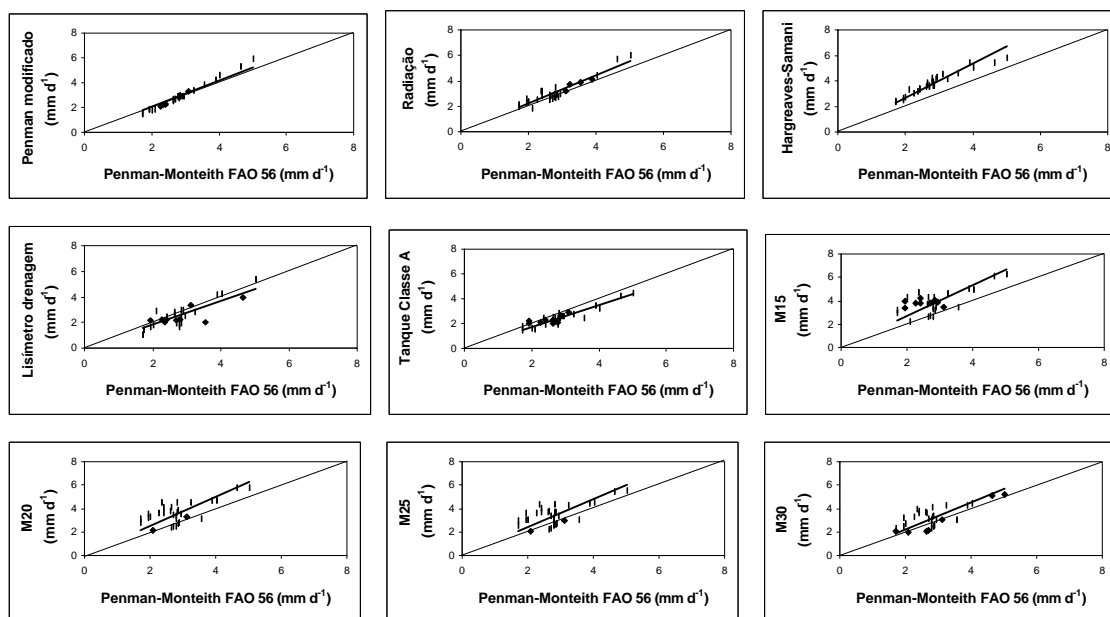 Penman modificado
(mm d-1)
8
6
4
2
0
0 2 4 6 8
Penman-Monteith FAO 56 (mm d-1)
Radiação
(mm d-1)
8
6
4
2
0
0 2 4 6 8
Penman-Monteith FAO 56 (mm d-1)
Hargreaves-Samani
(mm d-1)
8
6
4
2
0
0 2 4 6 8
Penman-Monteith FAO 56 (mm d-1)
Lisímetro drenagem
(mm d-1)
8
6
4
2
0
0 2 4 6 8
Penman-Monteith FAO 56 (mm d-1)
Tanque Classe A
(mm d-1)
8
6
4
2
0
0 2 4 6 8
Penman-Monteith FAO 56 (mm d-1)
M15
(mm d-1)
8
6
4
2
0
0 2 4 6 8
Penman-Monteith FAO 56 (mm d-1)
M20
(mm d-1)
8
6
4
2
0
0 2 4 6 8
Penman-Monteith FAO 56 (mm d-1)
M25
(mm d-1)
8
6
4
2
0
0 2 4 6 8
Penman-Monteith FAO 56 (mm d-1)
M30
(mm d-1)
8
6
4
2
0
0 2 4 6 8
Penman-Monteith FAO 56 (mm d-1)